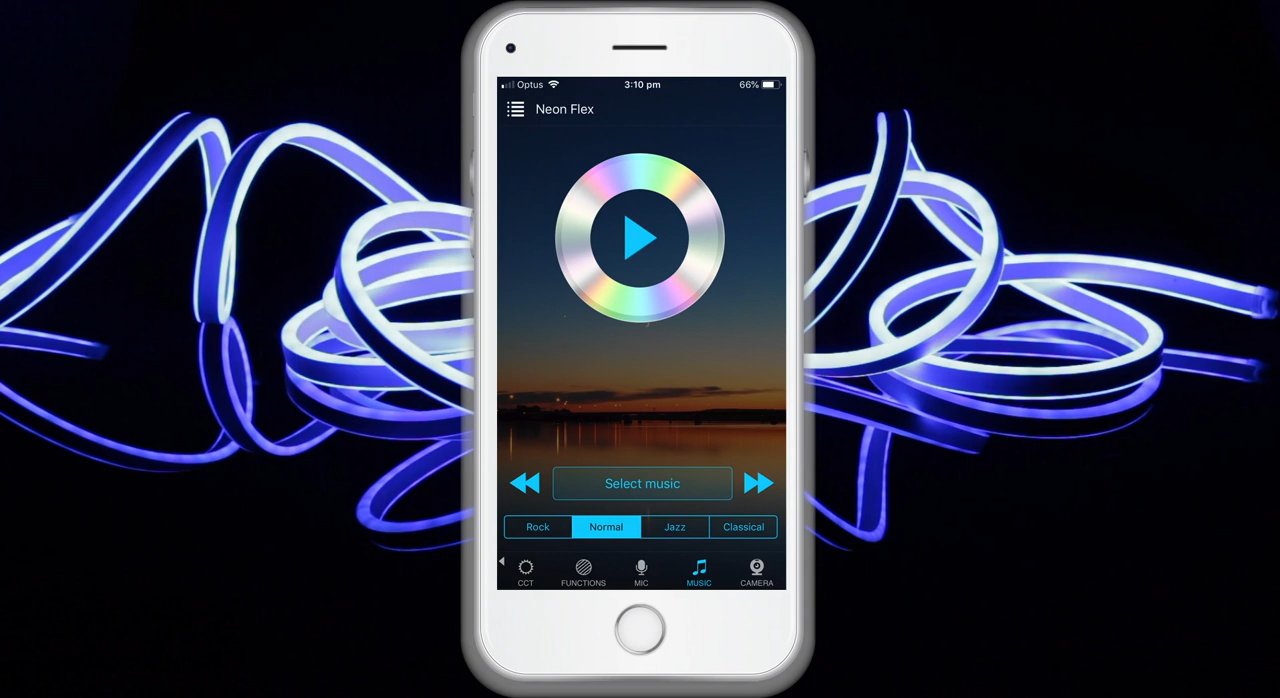 Optus 3:10 pm 66%
Neon Flex
Select music
Rock Normal Jazz Classical
CCT FUNCTIONS MIC MUSIC CAMERA